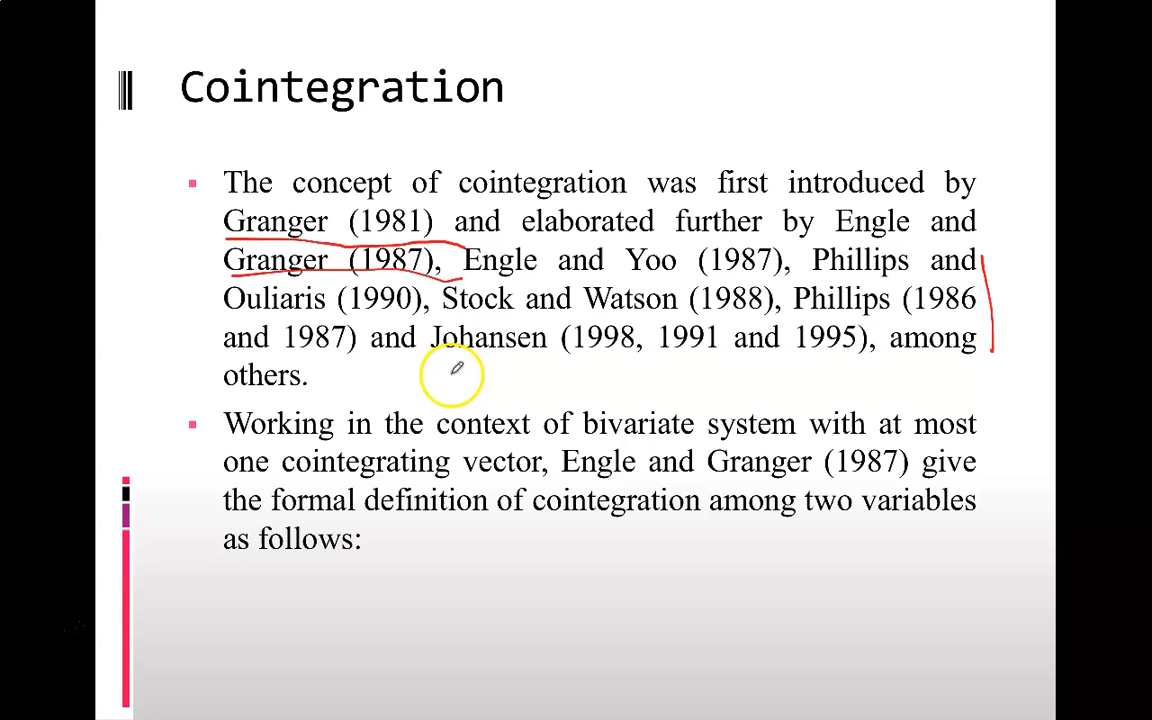 Cointegration
The concept of cointegration was first introduced by
Granger (1981) and elaborated further by Engle and
Granger (1987), Engle and Yoo (1987), Phillips and
Ouliaris (1990), Stock and Watson (1988), Phillips (1986
and 1987) and Johansen (1998, 1991 and 1995), among
others.
Working in the context of bivariate system with at most
one cointegrating vector, Engle and Granger (1987) give
the formal definition of cointegration among two variables
as follows: